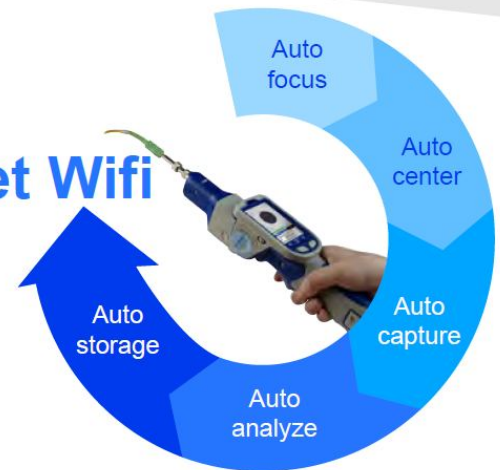 Auto
focus
Auto
center
et Wifi
Auto
capture
Auto
storage
Auto
analyze